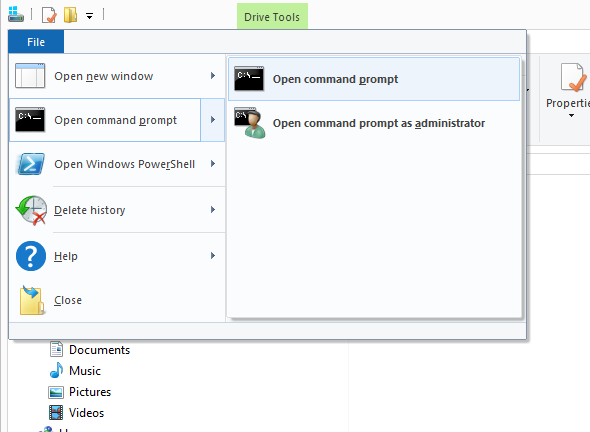 Drive Tools
File
Open new window
Open command prompt
Open Windows PowerShell
Delete history
Help
Close
Open command prompt
Open command prompt as administrator
Documents
Music
Pictures
Videos